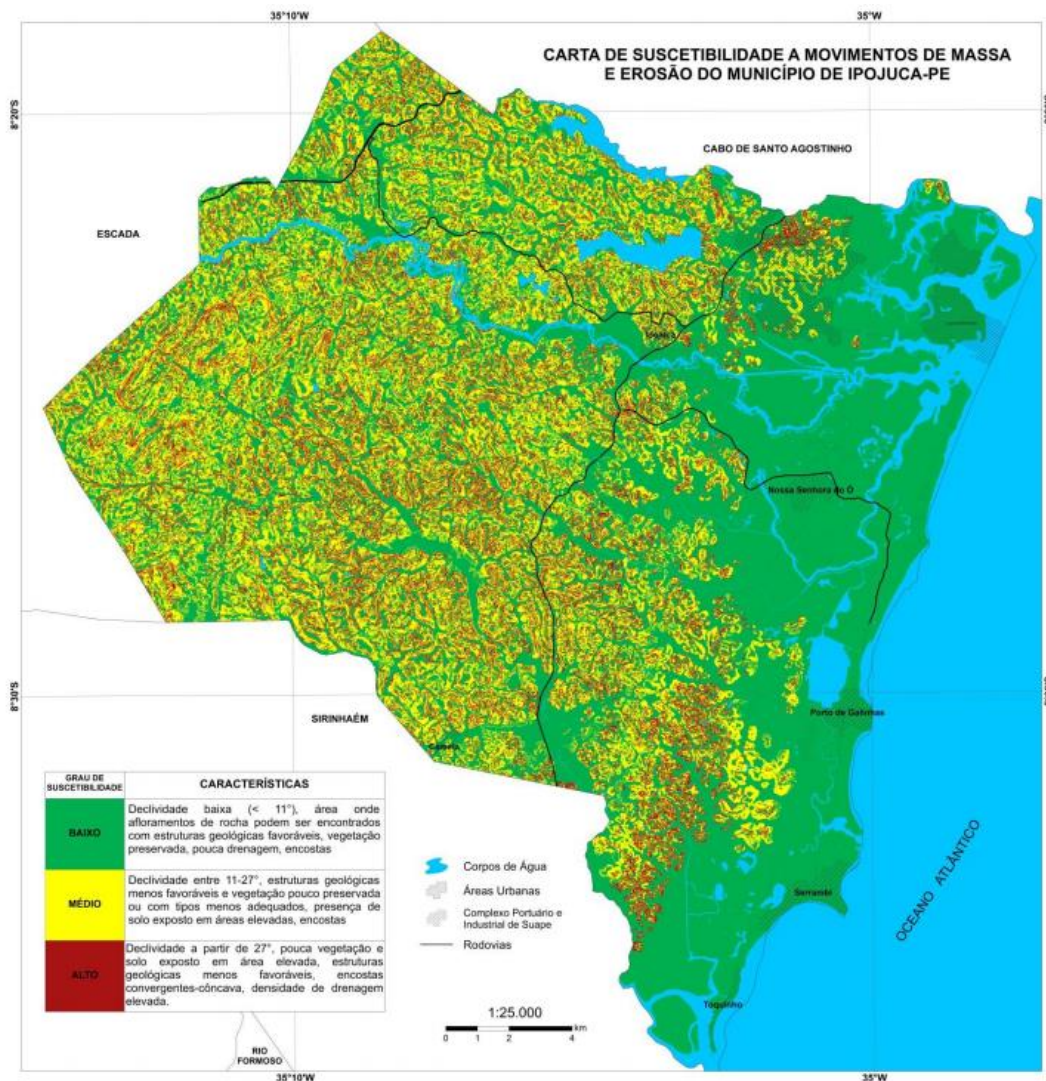 35°10'W
35°W
CARTA DE SUSCETIBILIDADE A MOVIMENTOS DE MASSA
E EROSÃO DO MUNICÍPIO DE IPOJUCA-PE
8°20'S
CABO DE SANTO AGOSTINHO
ESCADA
Nossa Senhora do Ó
8°30'S
SIRINHAÉM
Porto de Galinhas
GRAU DE
SUSCETIBILIDADE
CARACTERÍSTICAS
BAIXO
Declividade baixa (< 11°), área onde
afloramentos de rocha podem ser encontrados
com estruturas geológicas favoráveis, vegetação
preservada, pouca drenagem, encostas
MÉDIO
Declividade entre 11-27°, estruturas geológicas
menos favoráveis e vegetação pouco preservada
ou com tipos menos adequados, presença de
solo exposto em áreas elevadas, encostas
ALTO
Declividade a partir de 27°, pouca vegetação e
solo exposto em área elevada, estruturas
geológicas menos favoráveis, encostas
convergentes-côncava, densidade de drenagem
elevada.
Corpos de Água
Áreas Urbanas
Complexo Portuário e
Industrial de Suape
Rodovias
1:25.000
0 1 2 4 km
Serrambi
OCEANO ATLÂNTICO
Toquinho
RIO
FORMOSO
35°10'W
35°W